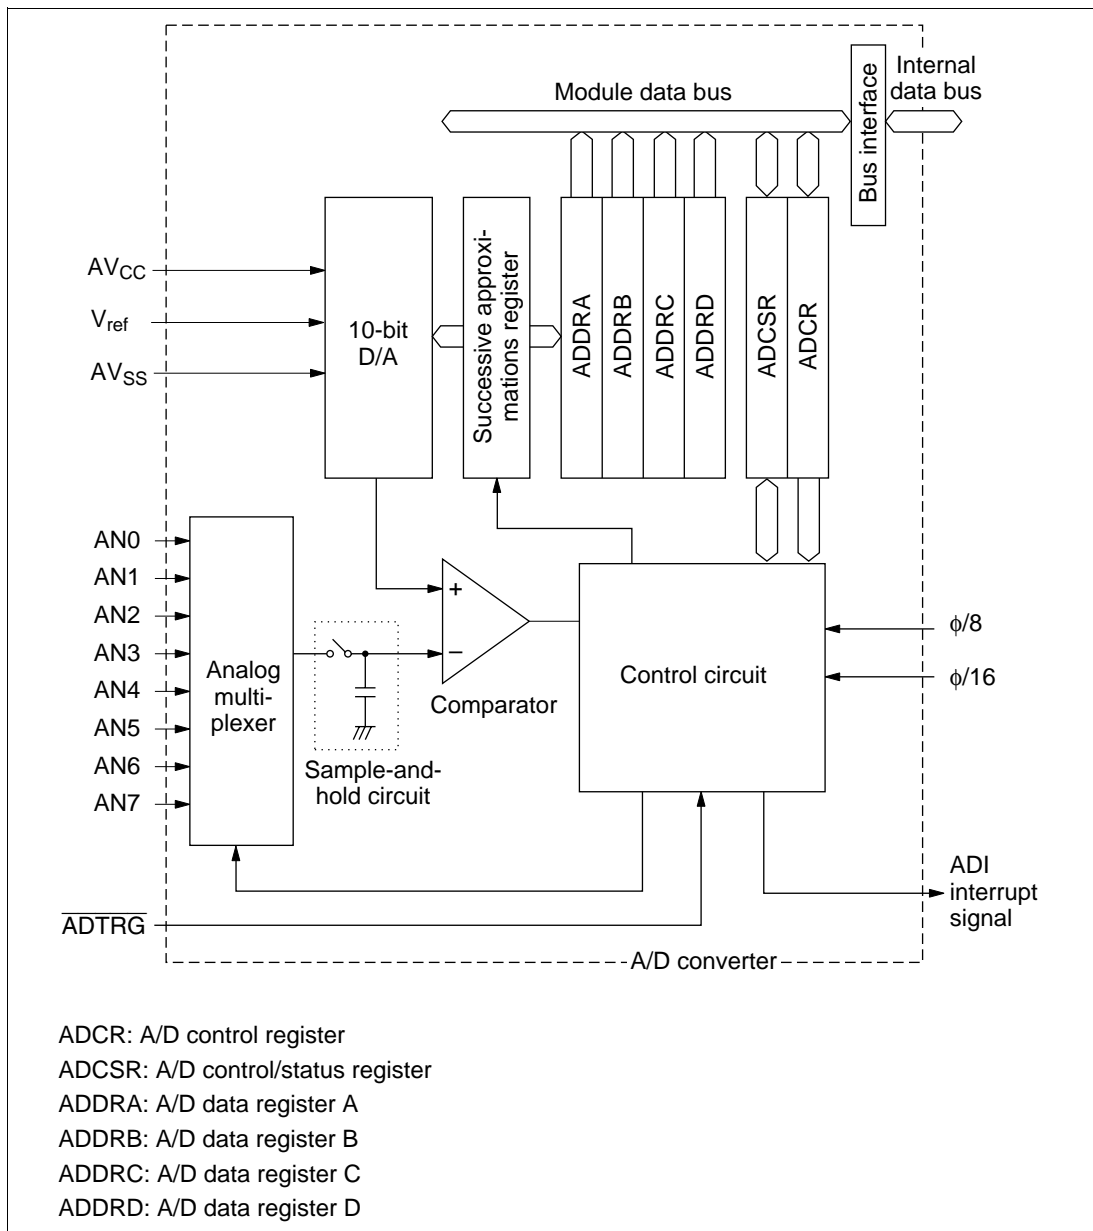 Module data bus
Bus interface
Internal
data bus
AVCC
Vref
AVSS
10-bit
D/A
Successive approxi-
mations register
ADDRA
ADDRB
ADDRC
ADDRD
ADCSR
ADCR
AN0
AN1
AN2
AN3
AN4
AN5
AN6
AN7
Analog
multi-
plexer
Sample-and-
hold circuit
+
−
Comparator
Control circuit
ϕ/8
ϕ/16
ADI
interrupt
signal
ADTRG
A/D converter
ADCR: A/D control register
ADCSR: A/D control/status register
ADDRA: A/D data register A
ADDRB: A/D data register B
ADDRC: A/D data register C
ADDRD: A/D data register D